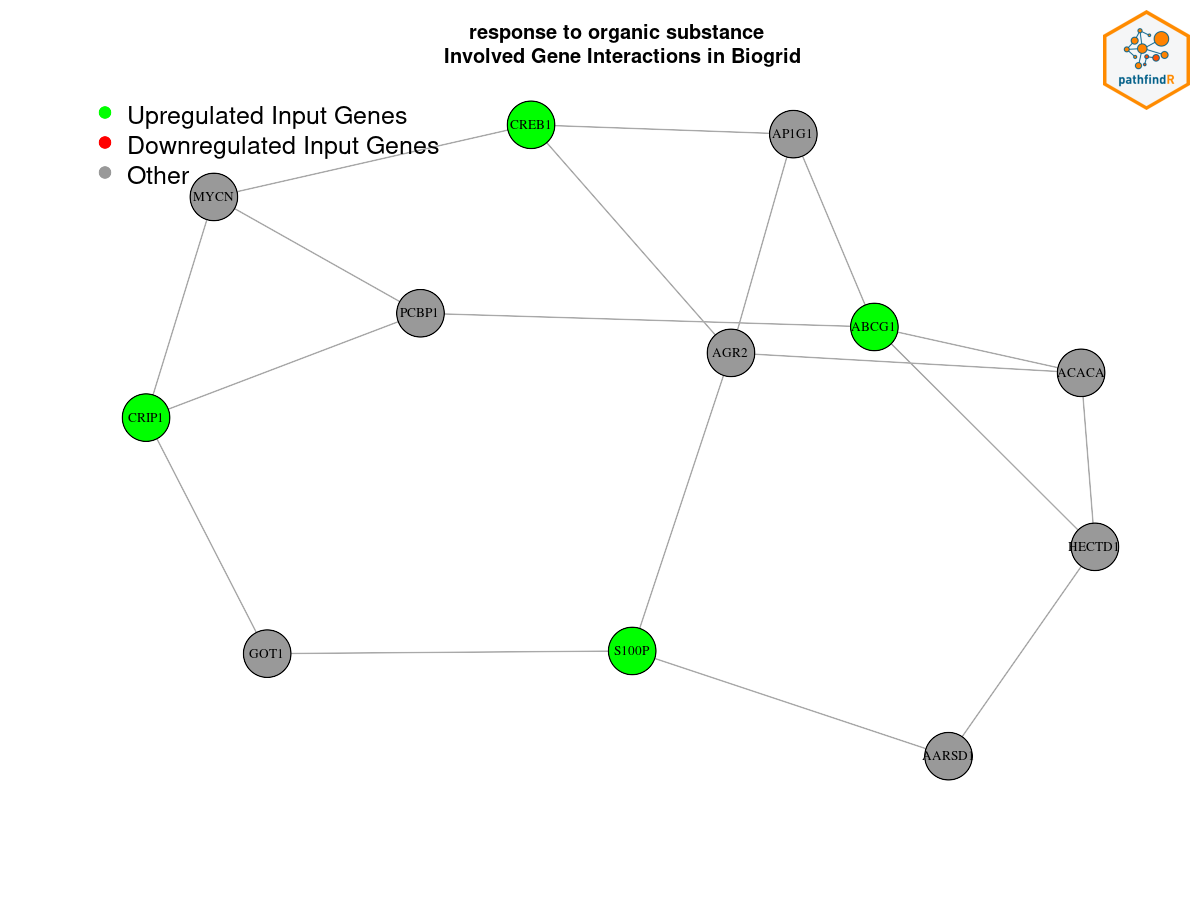 response to organic substance
Involved Gene Interactions in Biogrid
pathfindR
Upregulated Input Genes
Downregulated Input Genes
Other
CREB1
AP1G1
MYCN
PCBP1
ABCG1
AGR2
ACACA
CRIP1
HECTD1
GOT1
S100P
AARSD1